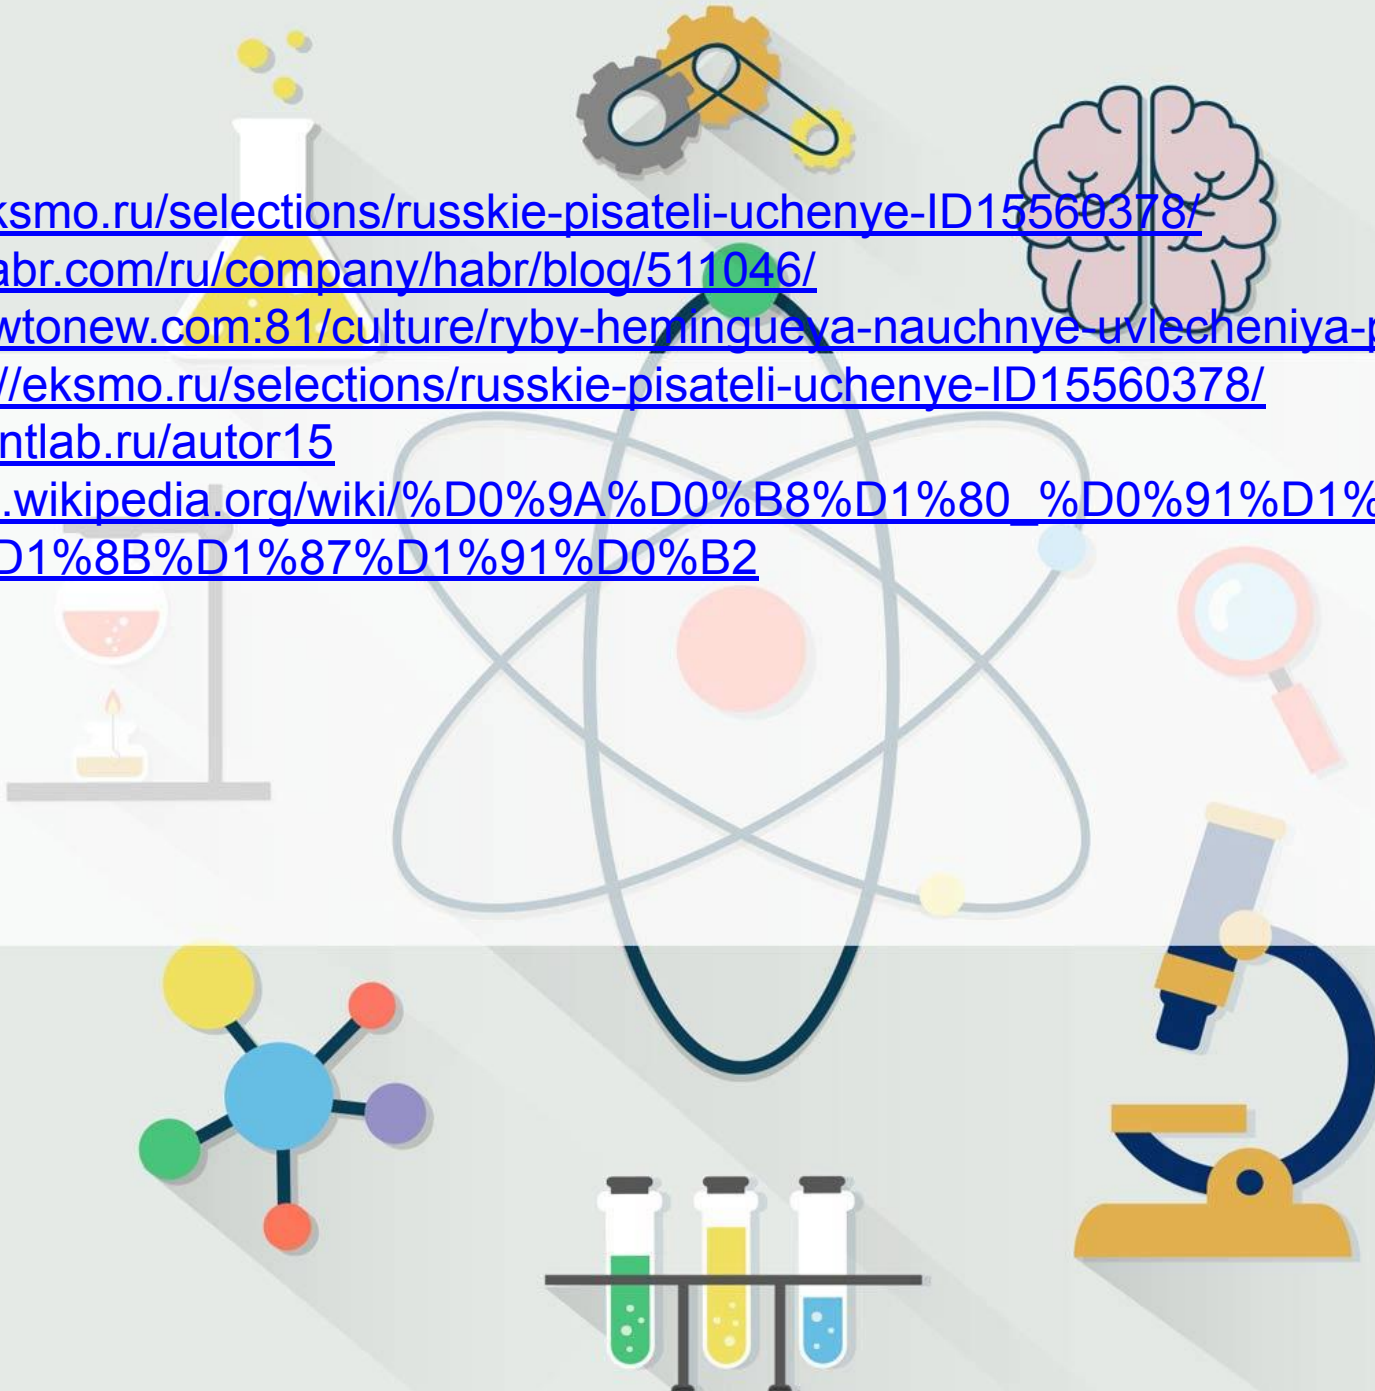 ksmo.ru/selections/russkie-pisateli-uchenye-ID15560378/
abr.com/ru/company/habr/blog/511046/
wtonew.com:81/culture/ryby-hemingueya-nauchnye-uvlecheniya-p
//eksmo.ru/selections/russkie-pisateli-uchenye-ID15560378/
ntlab.ru/autor15
.wikipedia.org/wiki/%D0%9A%D0%B8%D1%80_%D0%91%D1%
D1%8B%D1%87%D1%91%D0%B2